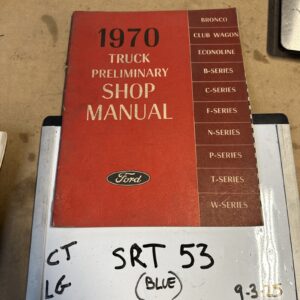 1970
TRUCK
PRELIMINARY
SHOP
MANUAL
Ford
BRONCO
CLUB WAGON
ECONOLINE
B-SERIES
C-SERIES
F-SERIES
N-SERIES
P-SERIES
T-SERIES
W-SERIES
CT SRT 53
LG (BLUE) 9-3-25